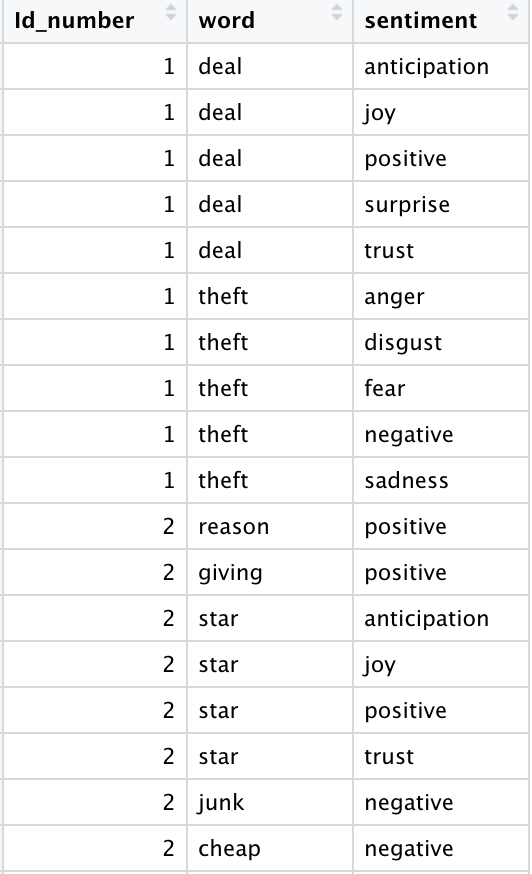 Id_number word sentiment
1 deal anticipation
1 deal joy
1 deal positive
1 deal surprise
1 deal trust
1 theft anger
1 theft disgust
1 theft fear
1 theft negative
1 theft sadness
2 reason positive
2 giving positive
2 star anticipation
2 star joy
2 star positive
2 star trust
2 junk negative
2 cheap negative